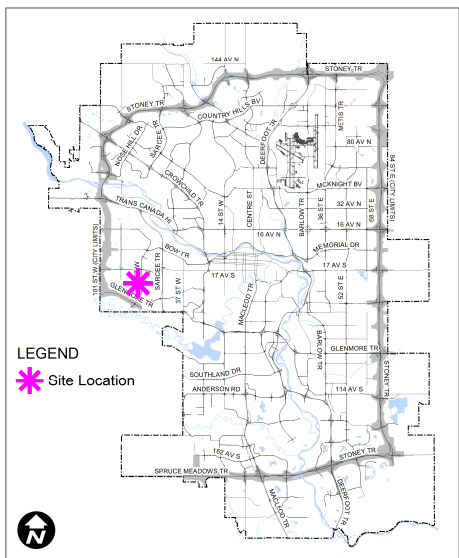 144 AV N
STONEY TR
STONEY TR
COUNTRY HILLS BV
METIS TR
NOSE HILL DR
SARCEE TR
DEERFOOT TR
80 AV N
84 ST E (CITY LIMITS)
CROWCHILD TR
MCKNIGHT BV
TRANS CANADA HI
14 ST W
CENTRE ST
BARLOW TR
36 ST E
32 AV N
68 ST E
16 AV N
16 AV N
101 ST W (CITY LIMITS)
BOW TR
MEMORIAL DR
17 AV S
17 AV S
SARCEE TR
37 ST W
GLENMORE TR
MACLEOD TR
52 ST E
BARLOW TR
GLENMORE TR
STONEY TR
LEGEND
Site Location
SOUTHLAND DR
ANDERSON RD
114 AV S
162 AV S
STONEY TR
SPRUCE MEADOWS TR
MACLEOD TR
DEERFOOT TR
N